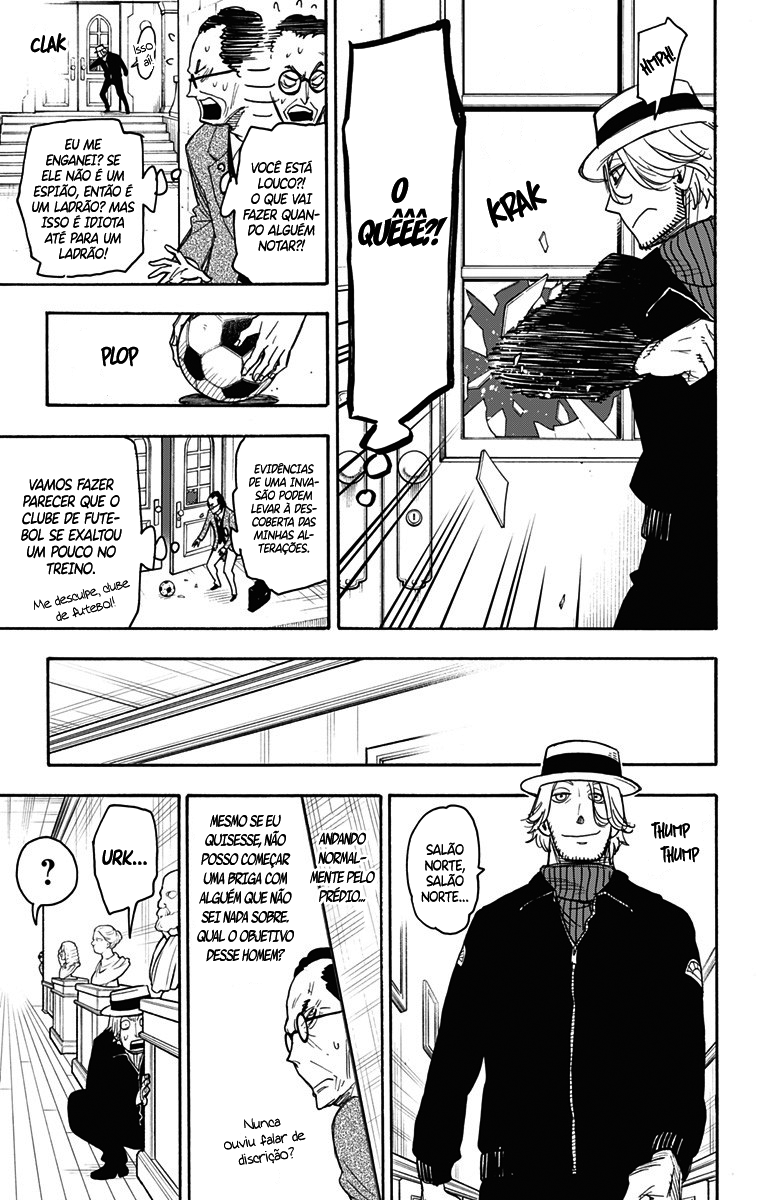 HMPH!
KRAK
O
QUÊÊÊ?!
CLAK
Isso
aí!
VOCÊ ESTÁ
LOUCO?!
O QUE VAI
FAZER QUAN-
DO ALGUÉM
NOTAR?!
EU ME
ENGANEI? SE
ELE NÃO É UM
ESPIÃO, ENTÃO É
UM LADRÃO? MAS
ISSO É IDIOTA
ATÉ PARA UM
LADRÃO!
PLOP
EVIDÊNCIAS
DE UMA INVA-
SÃO PODEM
LEVAR À DES-
COBERTA DAS
MINHAS AL-
TERAÇÕES.
VAMOS FAZER
PARECER QUE O
CLUBE DE FUTE-
BOL SE EXALTOU
UM POUCO NO
TREINO.
Me desculpe, clube
de futebol!
THUMP
THUMP
SALÃO
NORTE,
SALÃO
NORTE...
ANDANDO
NORMAL-
MENTE PELO
PRÉDIO...
MESMO SE EU
QUISESSE, NÃO
POSSO COMEÇAR
UMA BRIGA COM
ALGUÉM QUE NÃO
SEI NADA SOBRE.
QUAL O OBJETIVO
DESSE HOMEM?
Nunca
ouviu falar de
discrição?
URK...
?